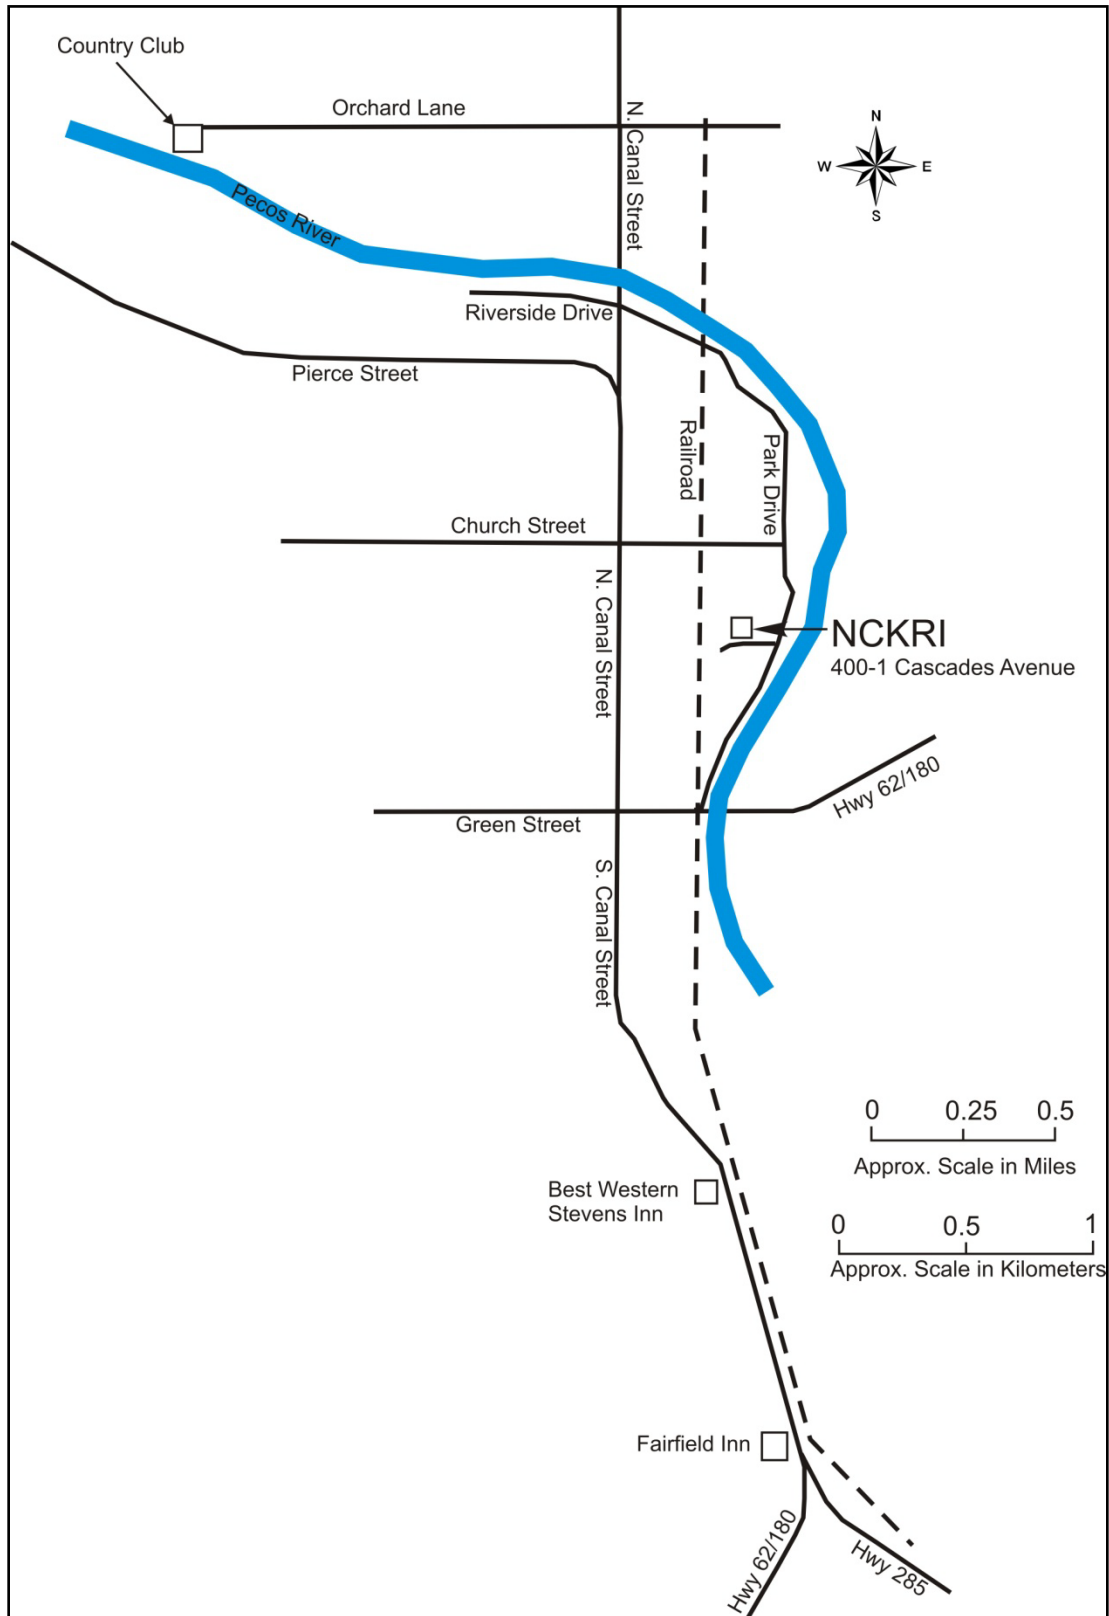 Country Club
Orchard Lane
N. Canal Street
N
W
E
S
Pecos River
Riverside Drive
Pierce Street
Railroad
Park Drive
Church Street
N. Canal Street
NCKRI
400-1 Cascades Avenue
Hwy 62/180
Green Street
S. Canal Street
0 0.25 0.5
Approx. Scale in Miles
Best Western
Stevens Inn
0 0.5 1
Approx. Scale in Kilometers
Fairfield Inn
Hwy 62/180
Hwy 285